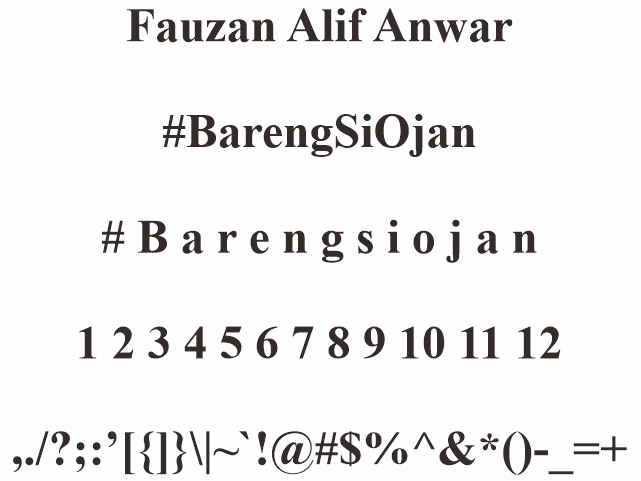 Fauzan Alif Anwar
#BarengSiOjan
# B a r e n g s i o j a n
1 2 3 4 5 6 7 8 9 10 11 12
,./?;:’[{]}\|~`!@#$%^&*()-_=+